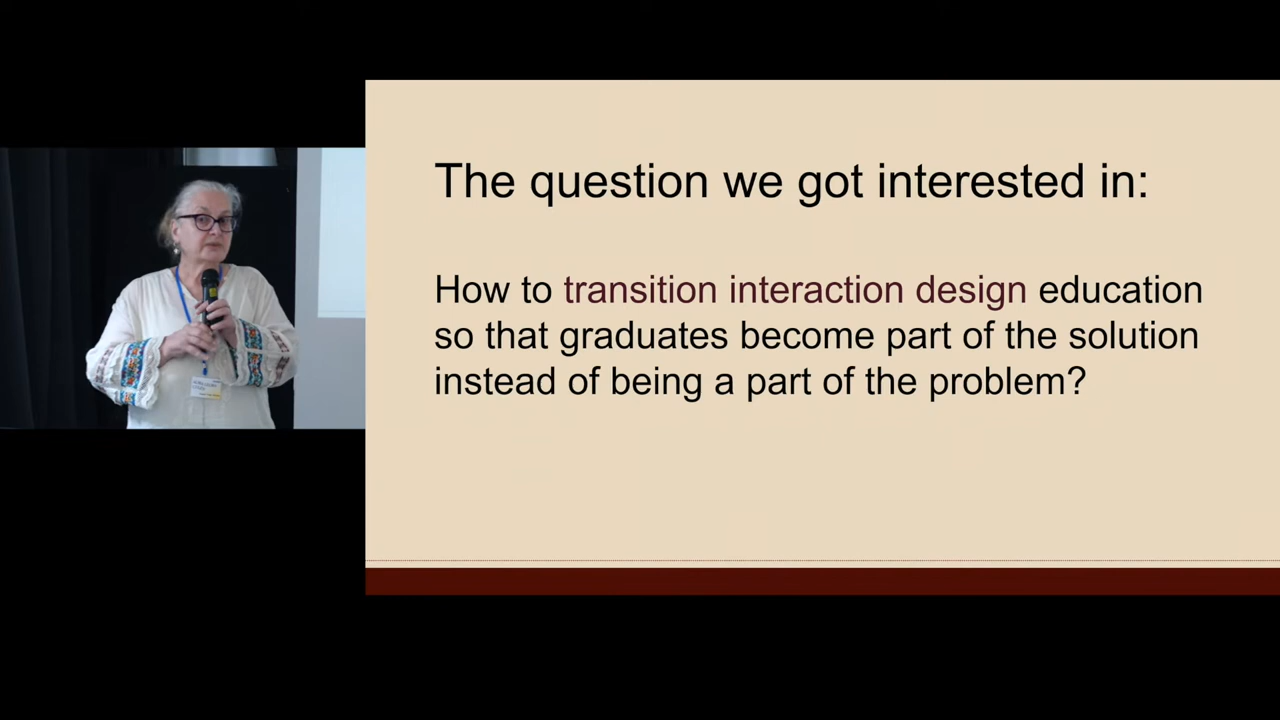 The question we got interested in:
How to transition interaction design education
so that graduates become part of the solution
instead of being a part of the problem?